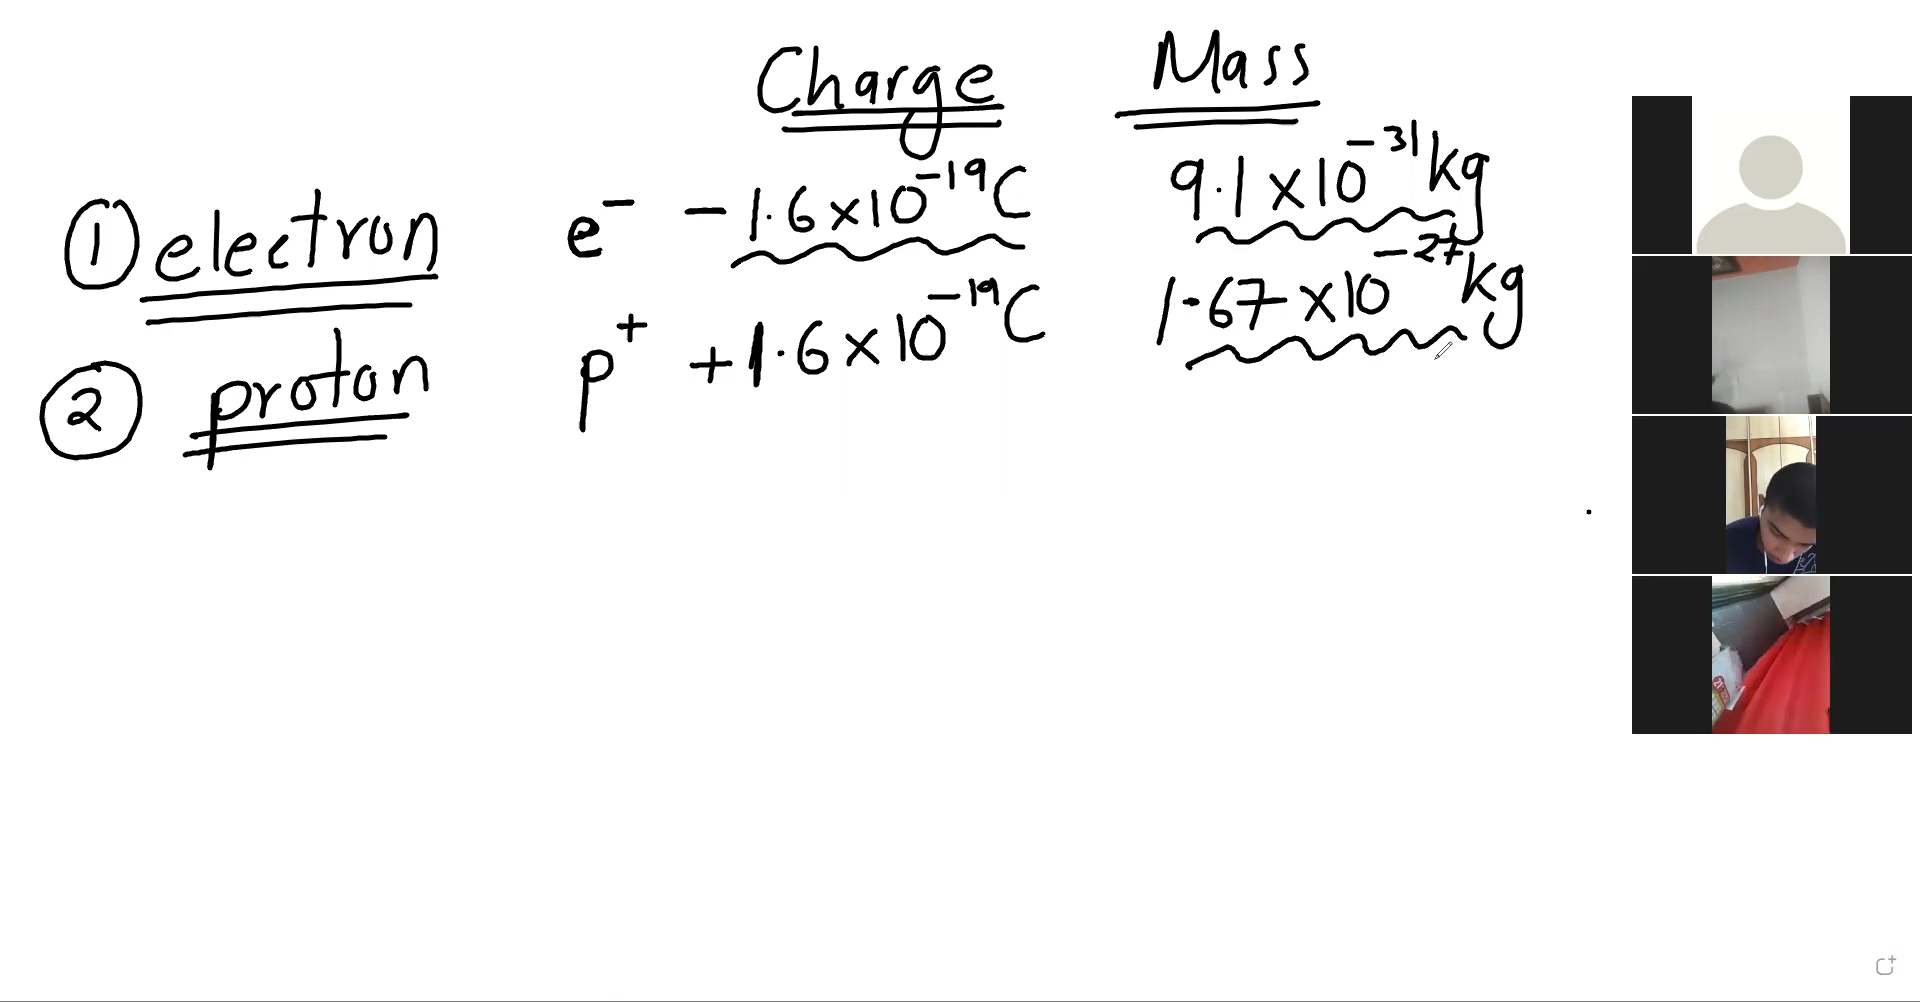 Charge Mass
① electron e⁻ -1.6×10⁻¹⁹C 9.1×10⁻³¹kg
② proton p⁺ +1.6×10⁻¹⁹C 1.67×10⁻²⁷kg